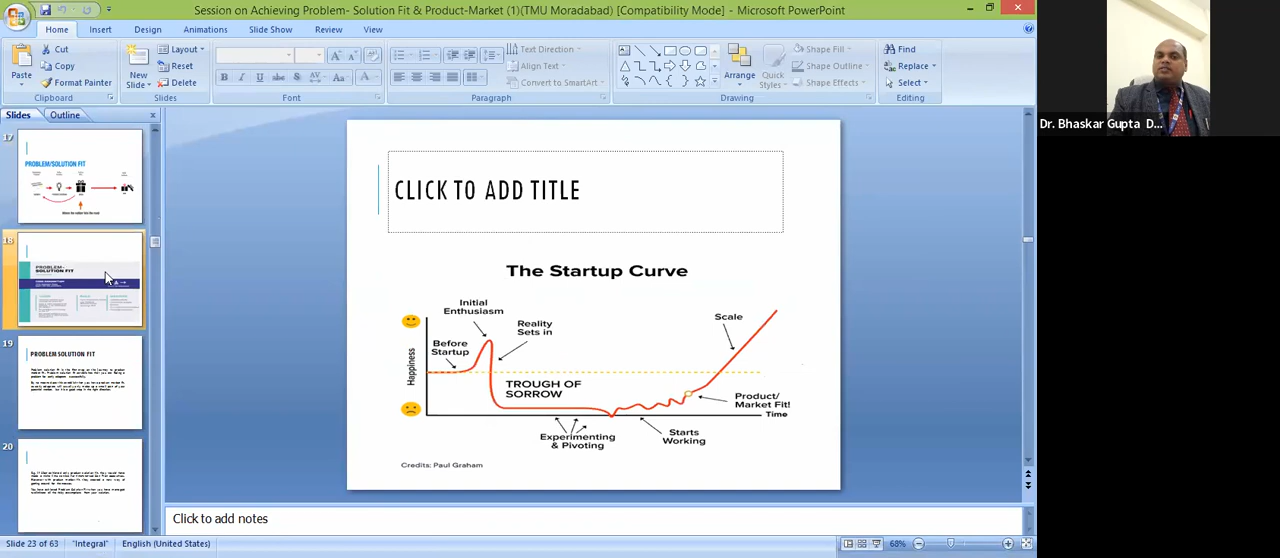 Session on Achieving Problem- Solution Fit & Product-Market (1)(TMU Moradabad) [Compatibility Mode] - Microsoft PowerPoint
Home Insert Design Animations Slide Show Review View
Paste
Cut
Copy
Format Painter
Clipboard
New Slide
Layout
Reset
Delete
Slides
B I U S AV Aa A
Font
Text Direction
Align Text
Convert to SmartArt
Paragraph
Arrange
Quick Styles
Shape Fill
Shape Outline
Shape Effects
Drawing
Find
Replace
Select
Editing
Slides Outline
17
PROBLEM/SOLUTION FIT
18
PROBLEM-
SOLUTION FIT
19
PROBLEM SOLUTION FIT
20
CLICK TO ADD TITLE
The Startup Curve
Initial
Enthusiasm
Reality
Sets in
Before
Startup
Happiness
TROUGH OF
SORROW
Scale
Product/
Market Fit!
Time
Experimenting
& Pivoting
Starts
Working
Credits: Paul Graham
Click to add notes
Slide 23 of 63 "Integral" English (United States) 68%
Dr. Bhaskar Gupta D...